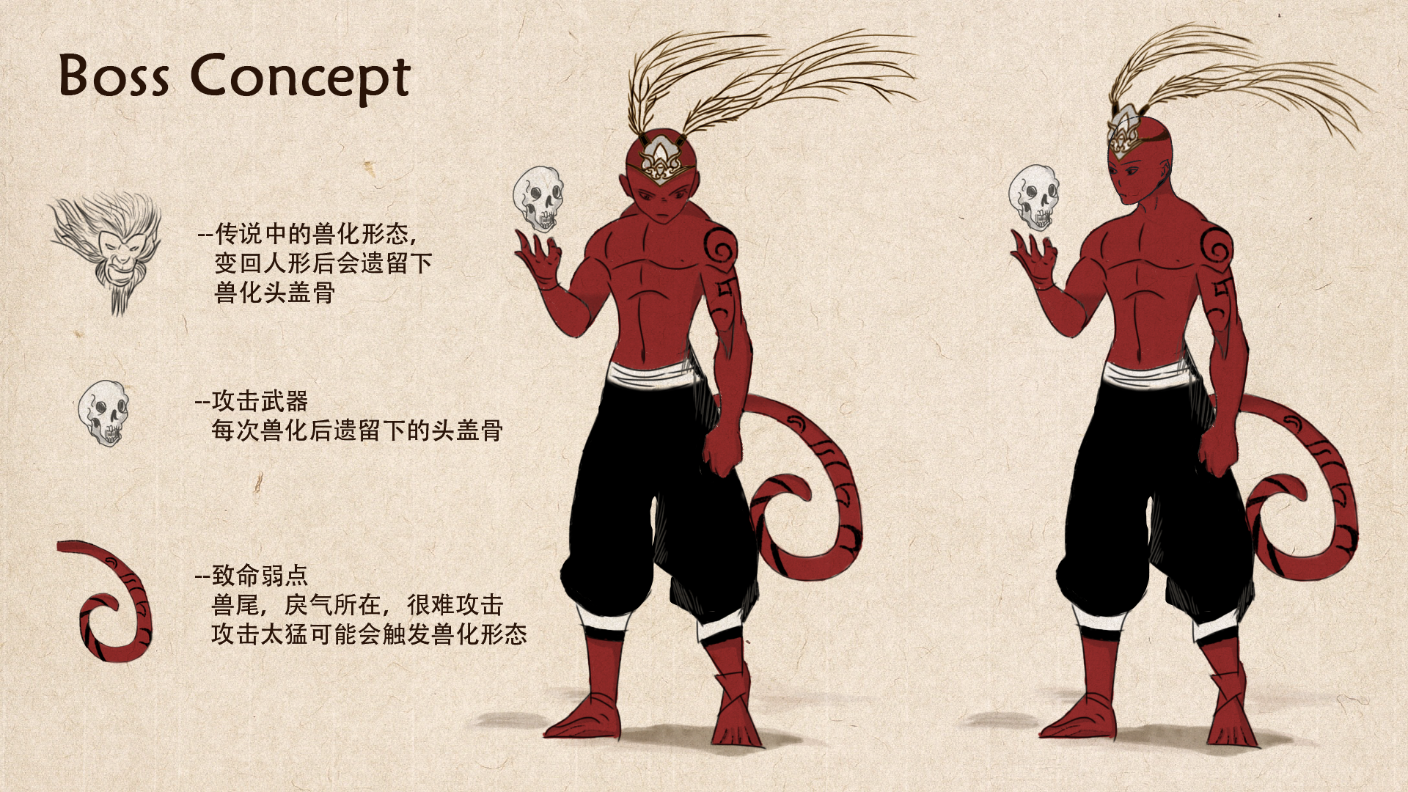 Boss Concept
--传说中的兽化形态,
变回人形后会遗留下
兽化头盖骨
--攻击武器
每次兽化后遗留下的头盖骨
--致命弱点
兽尾，戾气所在，很难攻击
攻击太猛可能会触发兽化形态